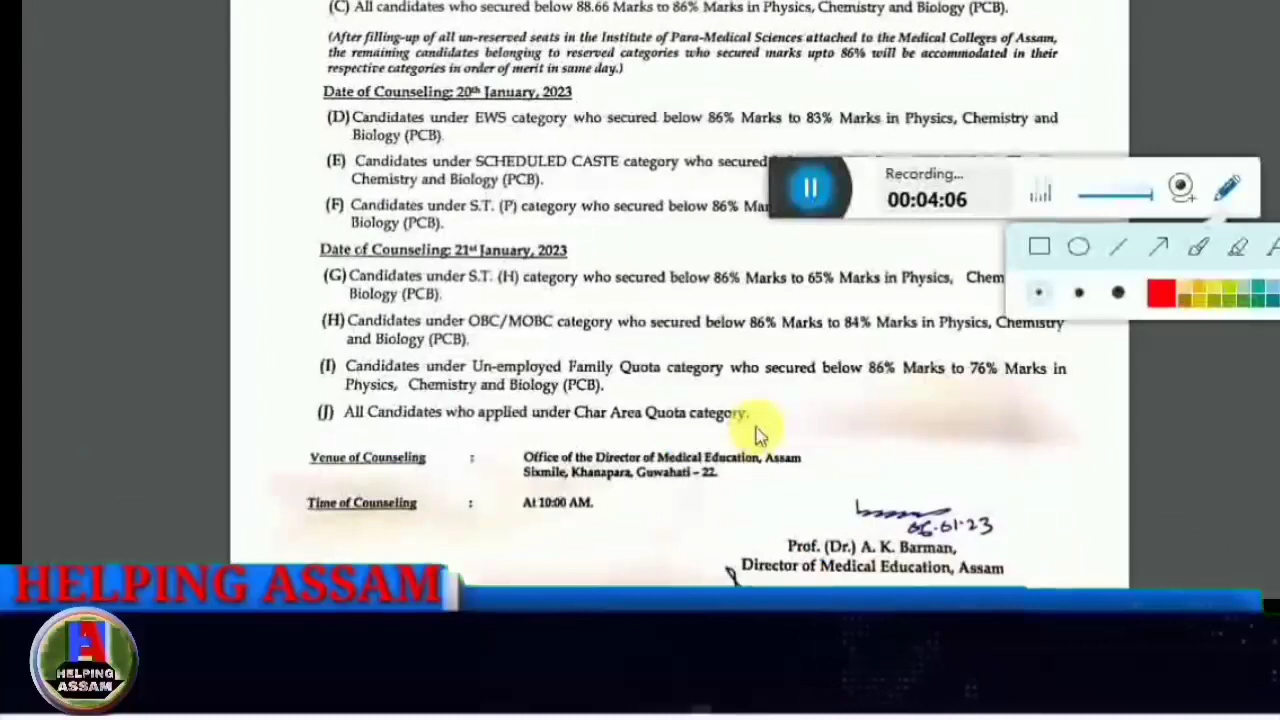 (C) All candidates who secured below 88.66 Marks to 86% Marks in Physics, Chemistry and Biology (PCB).
(After filling-up of all un-reserved seats in the Institute of Para-Medical Sciences attached to the Medical Colleges of Assam,
the remaining candidates belonging to reserved categories who secured marks upto 86% will be accommodated in their
respective categories in order of merit in same day.)
Date of Counseling: 20th January, 2023
(D) Candidates under EWS category who secured below 86% Marks to 83% Marks in Physics, Chemistry and
Biology (PCB).
(E) Candidates under SCHEDULED CASTE category who secured
Chemistry and Biology (PCB).
(F) Candidates under S.T. (P) category who secured below 86% Mar
Biology (PCB).
Recording...
00:04:06
Date of Counseling: 21st January, 2023
(G) Candidates under S.T. (H) category who secured below 86% Marks to 65% Marks in Physics, Chem
Biology (PCB).
(H) Candidates under OBC/MOBC category who secured below 86% Marks to 84% Marks in Physics, Chemistry
and Biology (PCB).
(I) Candidates under Un-employed Family Quota category who secured below 86% Marks to 76% Marks in
Physics, Chemistry and Biology (PCB).
(J) All Candidates who applied under Char Area Quota category.
Venue of Counseling : Office of the Director of Medical Education, Assam
Sixmile, Khanapara, Guwahati – 22.
Time of Counseling : At 10:00 AM.
06.01.23
Prof. (Dr.) A. K. Barman,
Director of Medical Education, Assam
HELPING ASSAM
HELPING
ASSAM